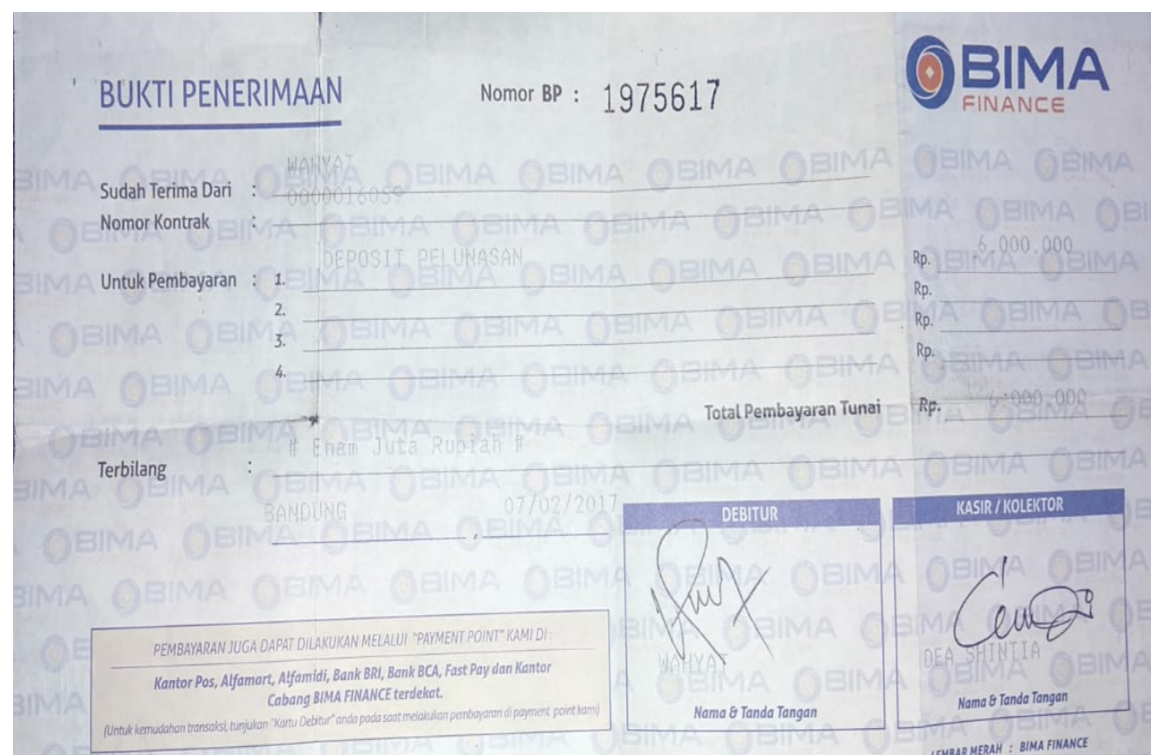 BUKTI PENERIMAAN
Nomor BP : 1975617
BIMA
FINANCE
WAHYAT
Sudah Terima Dari :
0000016059
Nomor Kontrak :
DEPOSIT PELUNASAN
6.000.000
Untuk Pembayaran : 1. Rp.
2. Rp.
3. Rp.
4. Rp.
Total Pembayaran Tunai Rp. 6.000.000
# Enam Juta Rupiah #
Terbilang :
BANDUNG 07/02/2017
DEBITUR
WAHYAT
Nama & Tanda Tangan
KASIR / KOLEKTOR
DEA SHINTIA
Nama & Tanda Tangan
PEMBAYARAN JUGA DAPAT DILAKUKAN MELALUI "PAYMENT POINT" KAMI DI :
Kantor Pos, Alfamart, Alfamidi, Bank BRI, Bank BCA, Fast Pay dan Kantor
Cabang BIMA FINANCE terdekat.
(Untuk kemudahan transaksi, tunjukan "Kartu Debitur" anda pada saat melakukan pembayaran di payment point kami)
LEMBAR MERAH : BIMA FINANCE